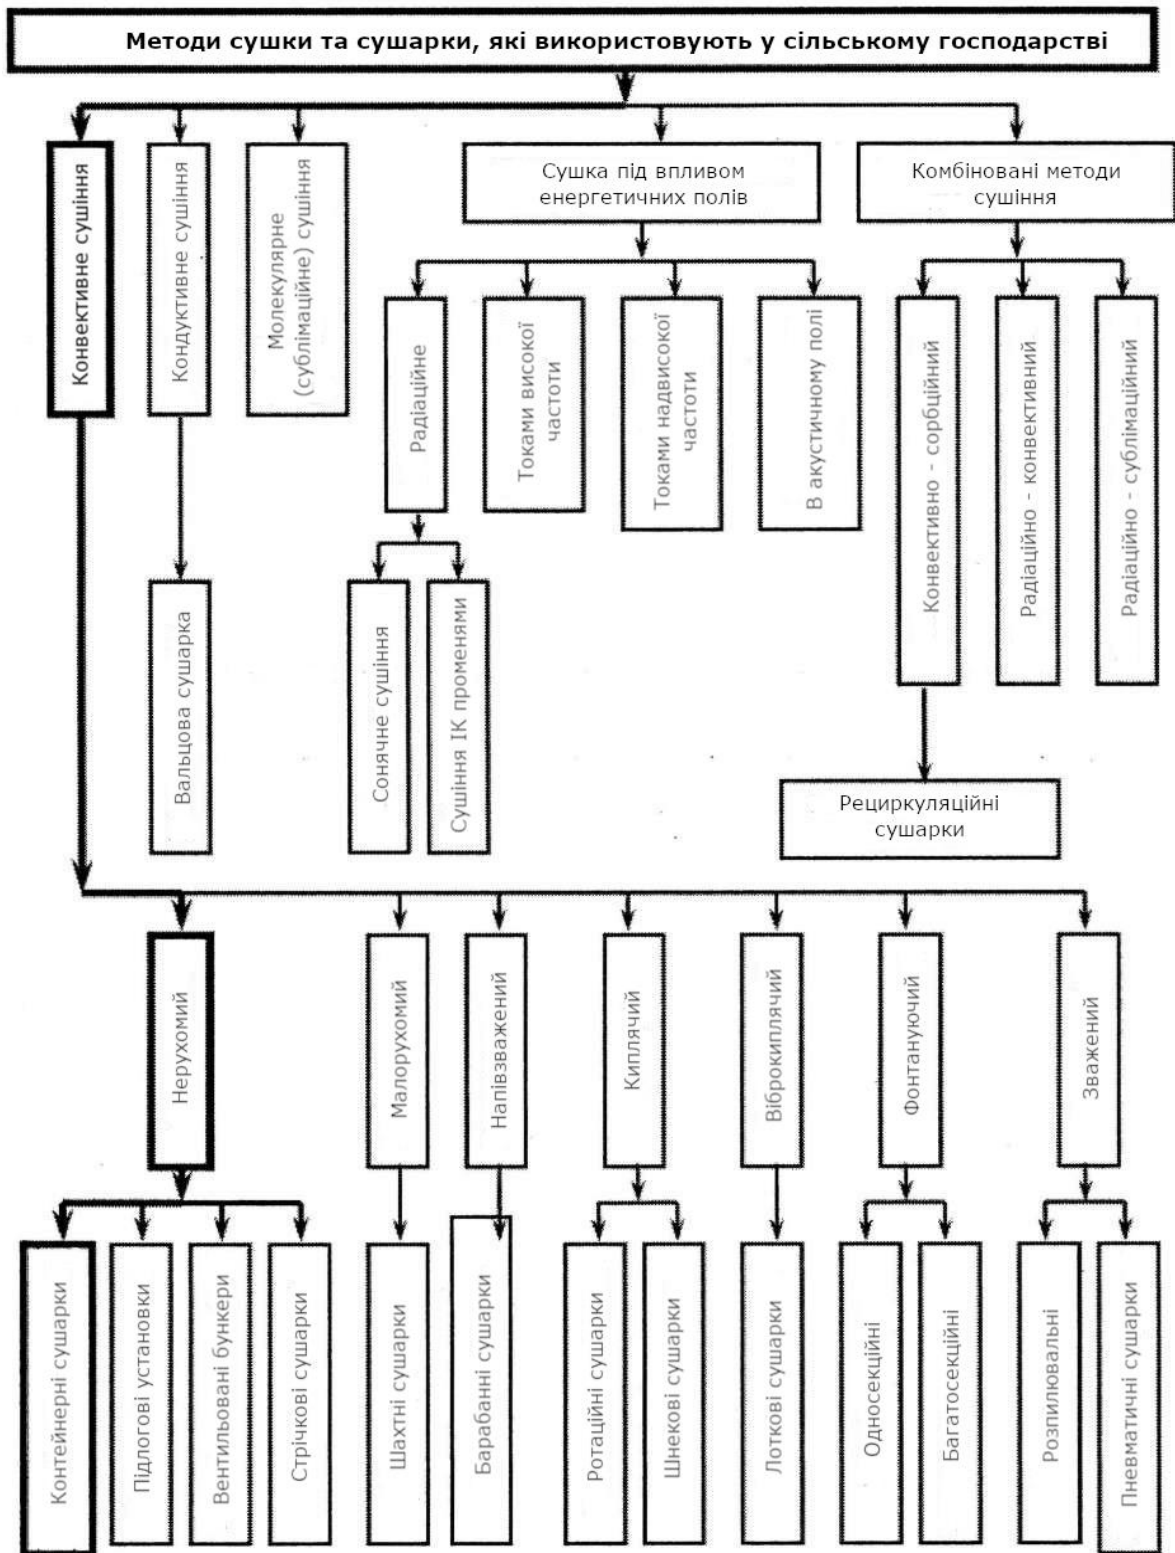 Методи сушки та сушарки, які використовують у сільському господарстві
Конвективне сушіння
Кондуктивне сушіння
Молекулярне
(сублімаційне) сушіння
Сушка під впливом
енергетичних полів
Комбіновані методи
сушіння
Радіаційне
Токами високої
частоти
Токами надвисокої
частоти
В акустичному полі
Конвективно - сорбційний
Радіаційно - конвективний
Радіаційно - сублімаційний
Вальцова сушарка
Сонячне сушіння
Сушіння ІК променями
Рециркуляційні
сушарки
Нерухомий
Малорухомий
Напівзважений
Киплячий
Віброкиплячий
Фонтануючий
Зважений
Контейнерні сушарки
Підлогові установки
Вентильовані бункери
Стрічкові сушарки
Шахтні сушарки
Барабанні сушарки
Ротаційні сушарки
Шнекові сушарки
Лоткові сушарки
Односекційні
Багатосекційні
Розпилювальні
Пневматичні сушарки